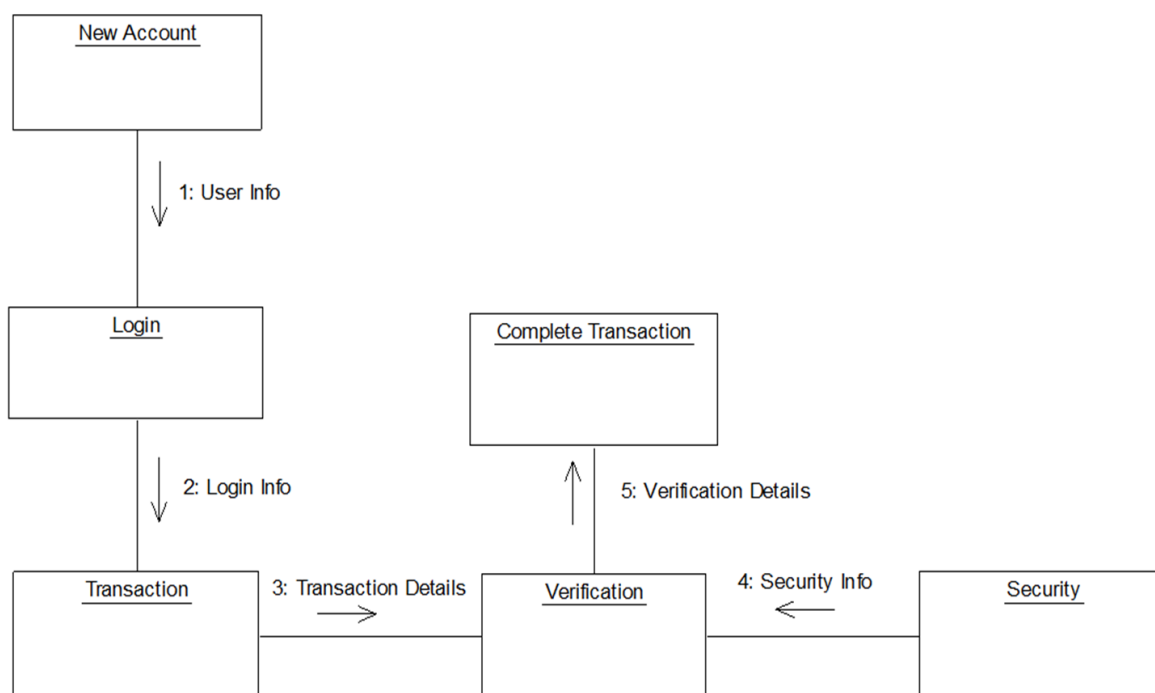 New Account
1: User Info
Login
Complete Transaction
2: Login Info
5: Verification Details
Transaction
3: Transaction Details
Verification
4: Security Info
Security